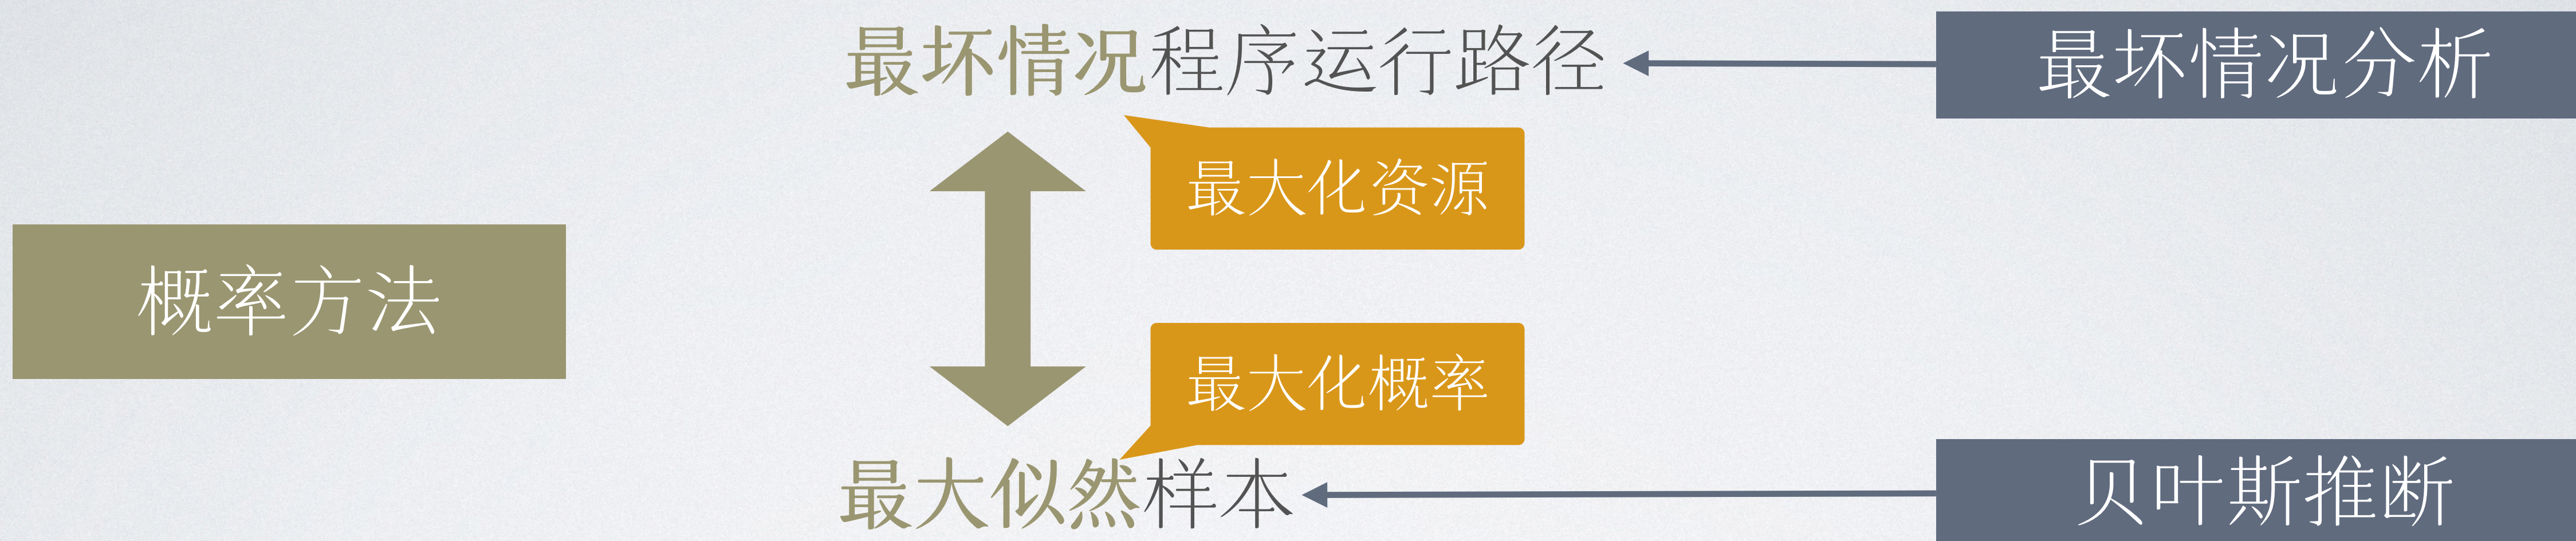 最坏情况程序运行路径
最坏情况分析
最大化资源
概率方法
最大化概率
最大似然样本
贝叶斯推断